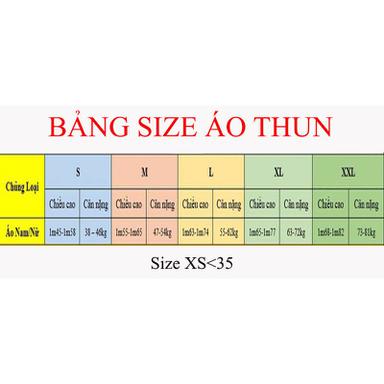 BẢNG SIZE ÁO THUN
Chủng Loại S M L XL XXL
Chiều cao Cân nặng Chiều cao Cân nặng Chiều cao Cân nặng Chiều cao Cân nặng Chiều cao Cân nặng
Áo Nam/Nữ 1m45-1m58 38 – 46kg 1m55-1m65 47-54kg 1m63-1m74 55-62kg 1m65-1m77 63-72kg 1m68-1m82 73-81kg
Size XS<35